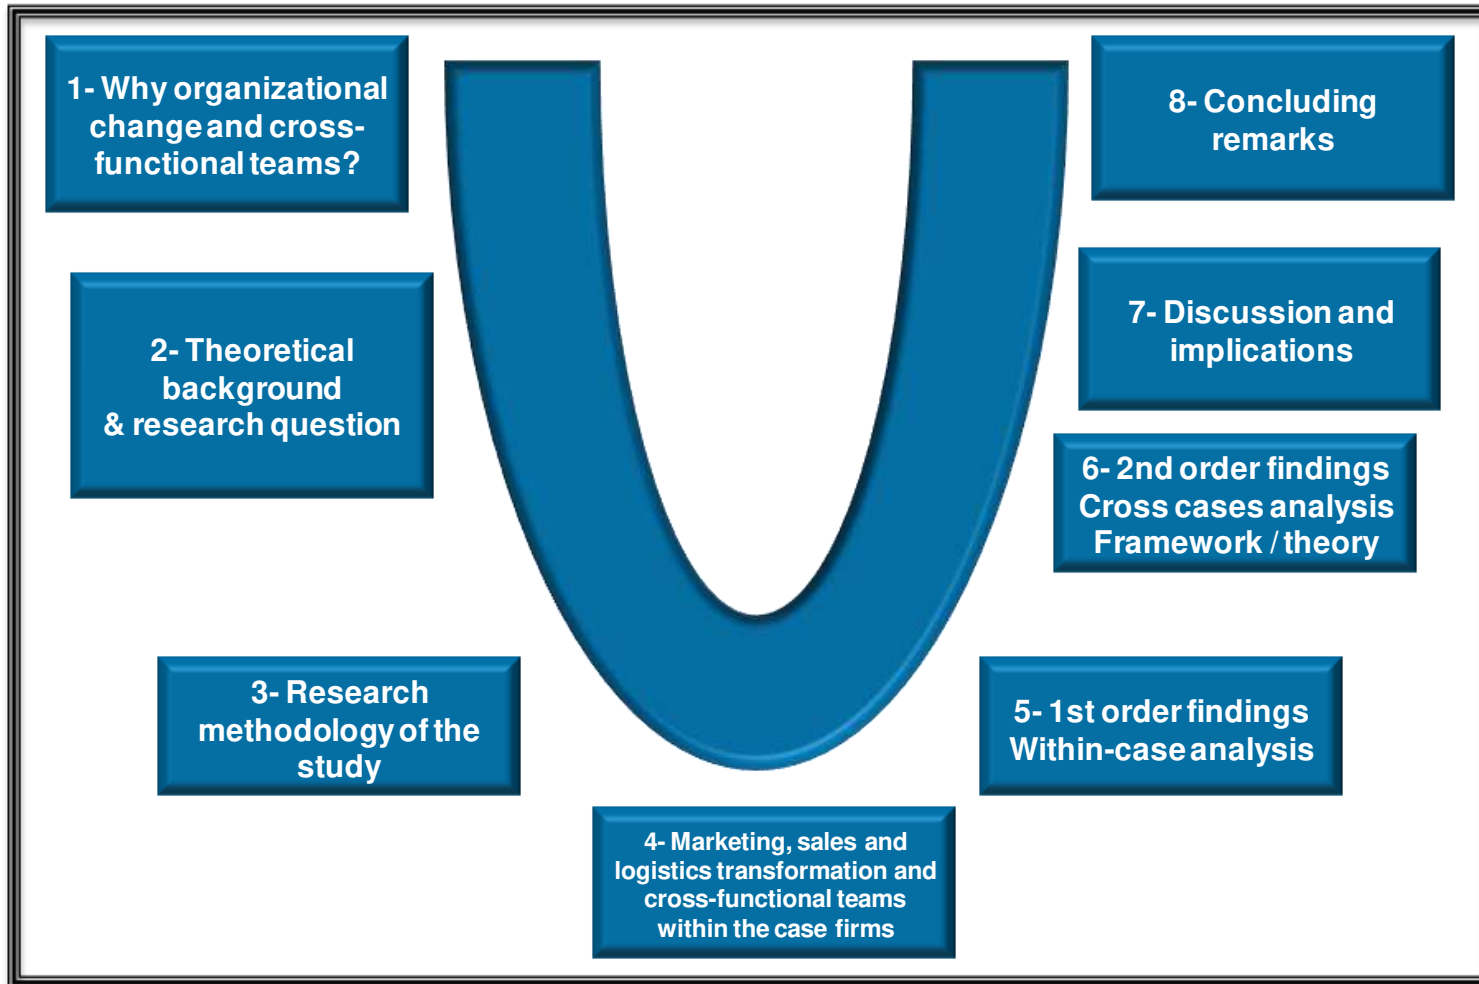 1- Why organizational
change and cross-
functional teams?
2- Theoretical
background
& research question
3- Research
methodology of the
study
4- Marketing, sales and
logistics transformation and
cross-functional teams
within the case firms
5- 1st order findings
Within-case analysis
6- 2nd order findings
Cross cases analysis
Framework / theory
7- Discussion and
implications
8- Concluding
remarks